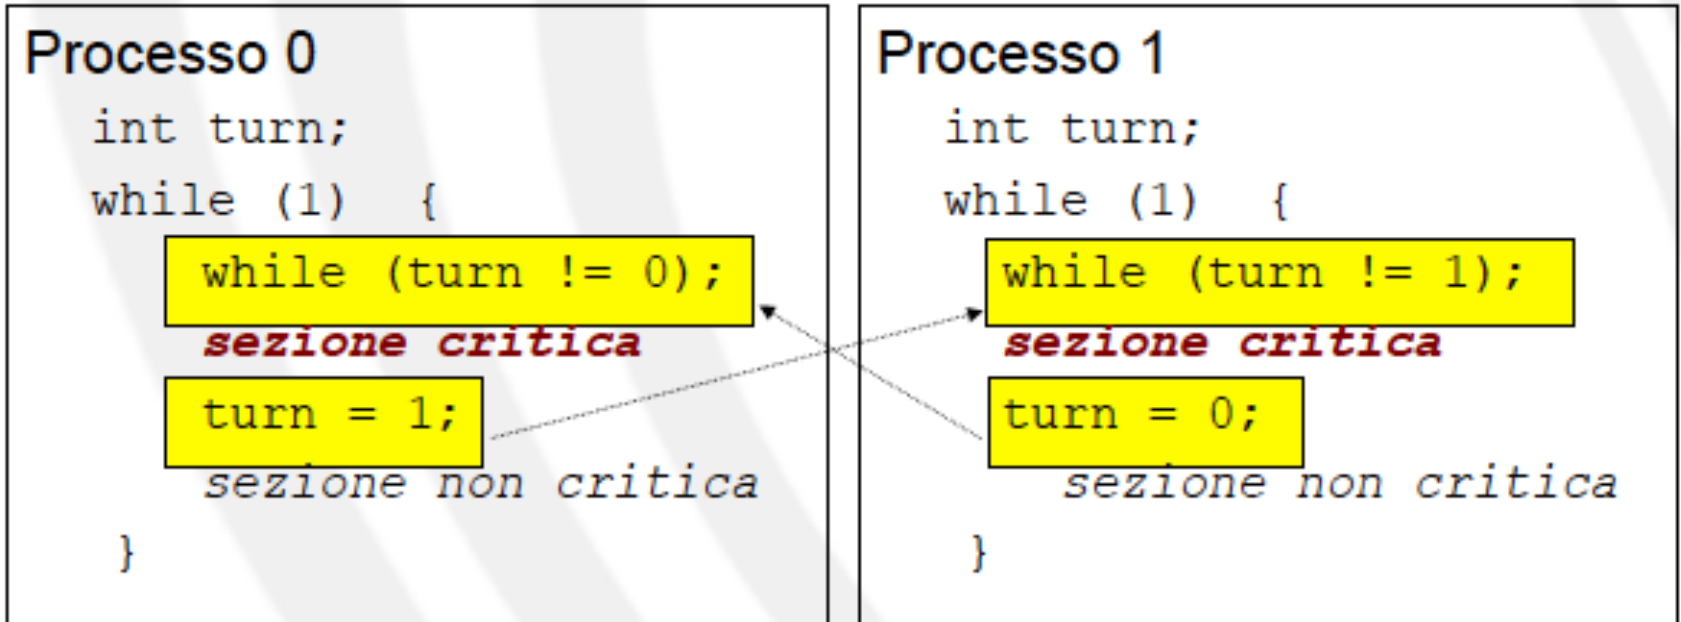 Processo 0
int turn;
while (1)  {
while (turn != 0);
sezione critica
turn = 1;
sezione non critica
}
Processo 1
int turn;
while (1)  {
while (turn != 1);
sezione critica
turn = 0;
sezione non critica
}